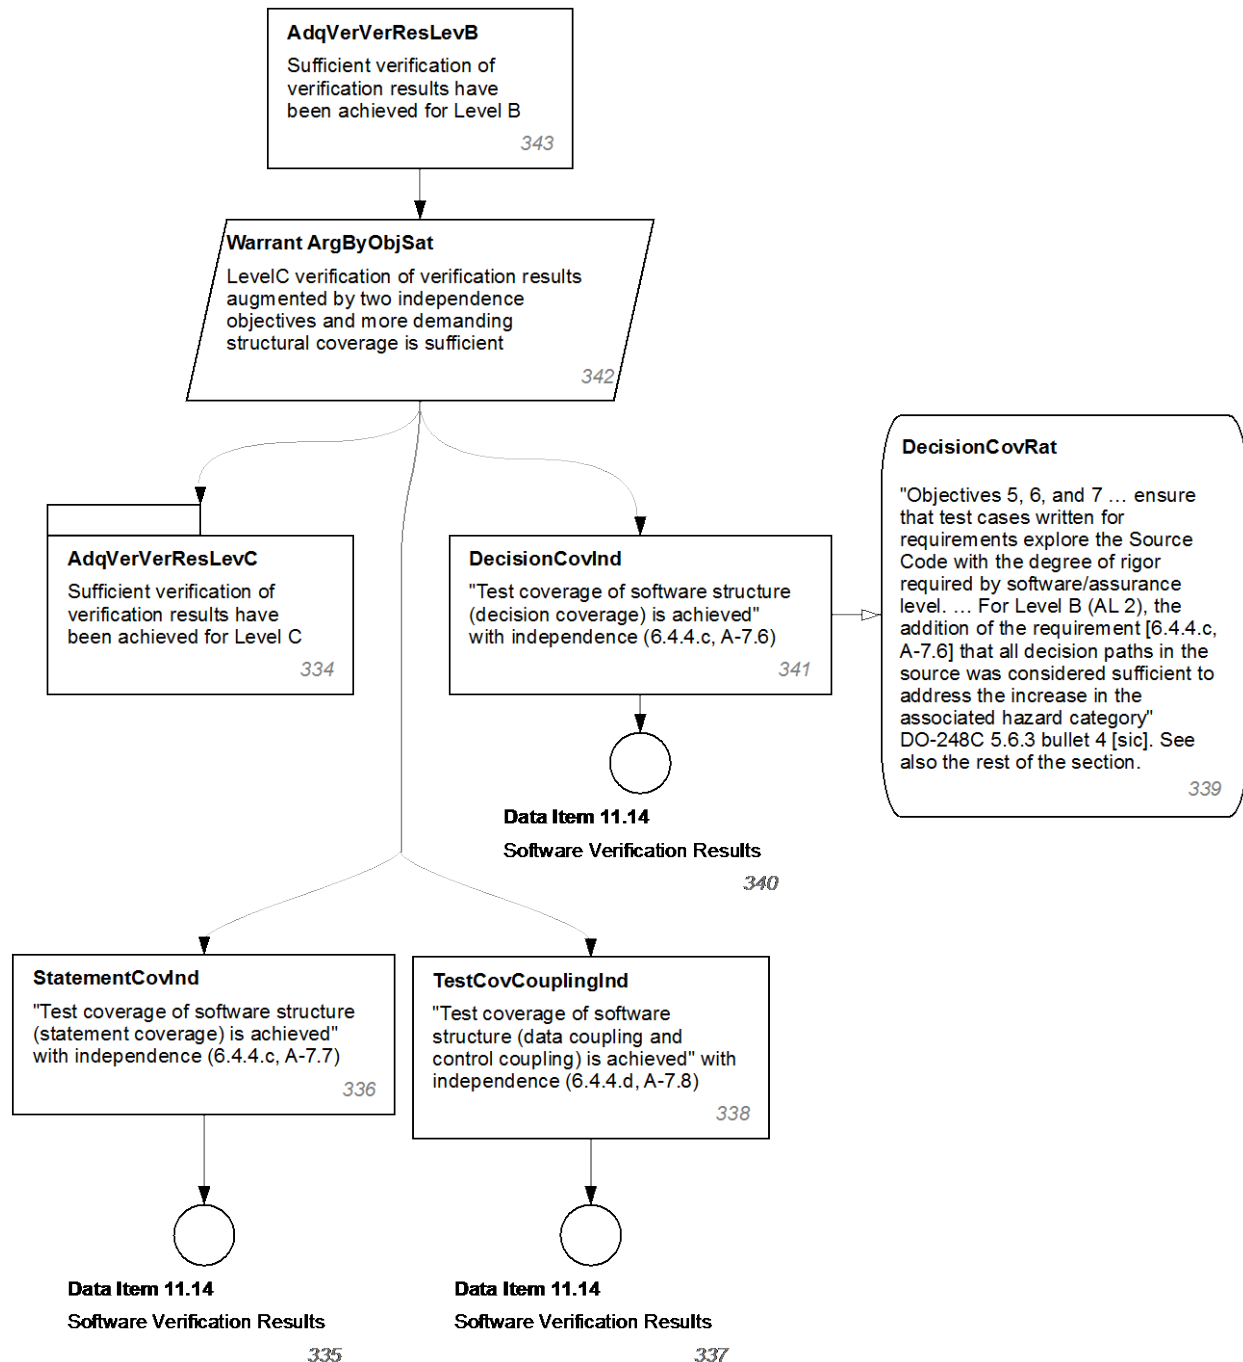 AdqVerVerResLevB
Sufficient verification of
verification results have
been achieved for Level B
343
Warrant ArgByObjSat
LevelC verification of verification results
augmented by two independence
objectives and more demanding
structural coverage is sufficient
342
AdqVerVerResLevC
Sufficient verification of
verification results have
been achieved for Level C
334
DecisionCovInd
"Test coverage of software structure
(decision coverage) is achieved"
with independence (6.4.4.c, A-7.6)
341
DecisionCovRat
"Objectives 5, 6, and 7 … ensure
that test cases written for
requirements explore the Source
Code with the degree of rigor
required by software/assurance
level. … For Level B (AL 2), the
addition of the requirement [6.4.4.c,
A-7.6] that all decision paths in the
source was considered sufficient to
address the increase in the
associated hazard category"
DO-248C 5.6.3 bullet 4 [sic]. See
also the rest of the section.
339
Data Item 11.14
Software Verification Results
340
StatementCovInd
"Test coverage of software structure
(statement coverage) is achieved"
with independence (6.4.4.c, A-7.7)
336
TestCovCouplingInd
"Test coverage of software
structure (data coupling and
control coupling) is achieved" with
independence (6.4.4.d, A-7.8)
338
Data Item 11.14
Software Verification Results
335
Data Item 11.14
Software Verification Results
337